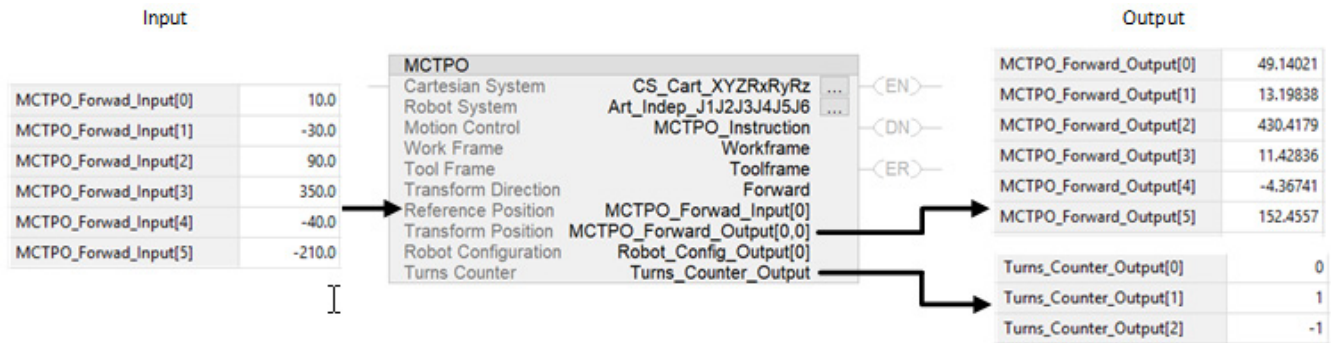 Input
Output
MCTPO_Forwad_Input[0] 10.0
MCTPO_Forwad_Input[1] -30.0
MCTPO_Forwad_Input[2] 90.0
MCTPO_Forwad_Input[3] 350.0
MCTPO_Forwad_Input[4] -40.0
MCTPO_Forwad_Input[5] -210.0
MCTPO
Cartesian System CS_Cart_XYZRxRyRz ... EN
Robot System Art_Indep_J1J2J3J4J5J6 ...
Motion Control MCTPO_Instruction DN
Work Frame Workframe
Tool Frame Toolframe ER
Transform Direction Forward
Reference Position MCTPO_Forwad_Input[0]
Transform Position MCTPO_Forward_Output[0,0]
Robot Configuration Robot_Config_Output[0]
Turns Counter Turns_Counter_Output
MCTPO_Forward_Output[0] 49.14021
MCTPO_Forward_Output[1] 13.19838
MCTPO_Forward_Output[2] 430.4179
MCTPO_Forward_Output[3] 11.42836
MCTPO_Forward_Output[4] -4.36741
MCTPO_Forward_Output[5] 152.4557
Turns_Counter_Output[0] 0
Turns_Counter_Output[1] 1
Turns_Counter_Output[2] -1